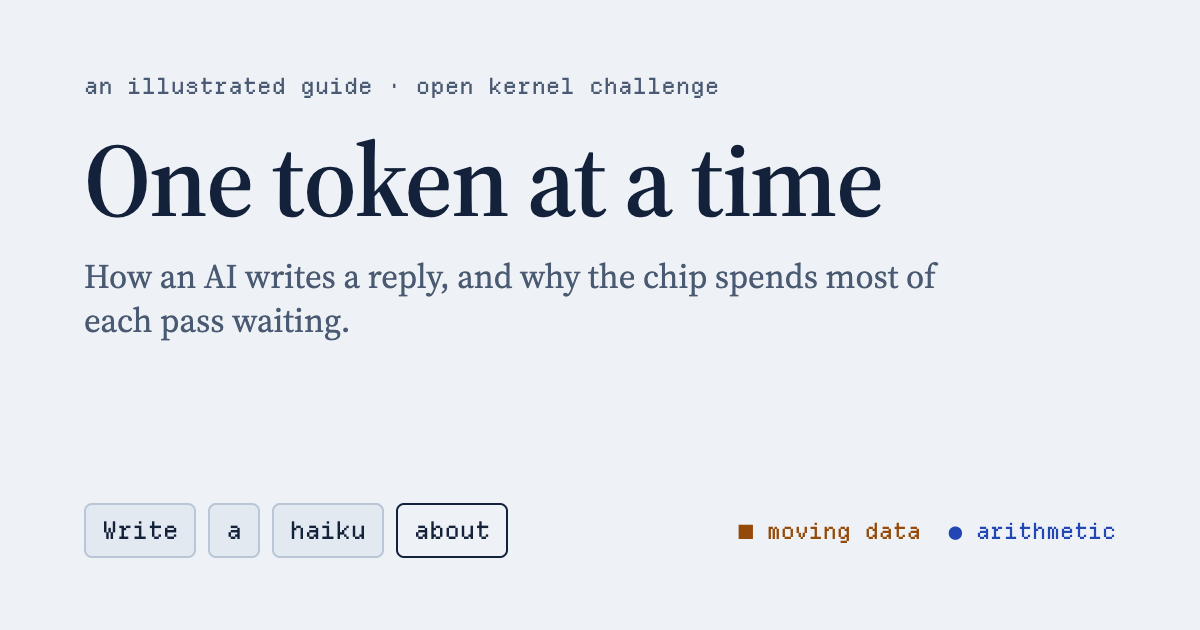 an illustrated guide · open kernel challenge
One token at a time
How an AI writes a reply, and why the chip spends most of
each pass waiting.
Write a haiku about
■ moving data ● arithmetic